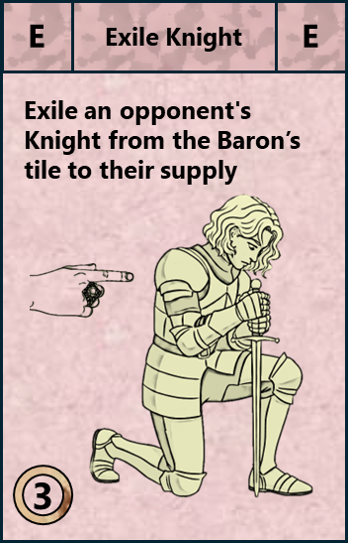 E Exile Knight E
Exile an opponent's
Knight from the Baron’s
tile to their supply
3